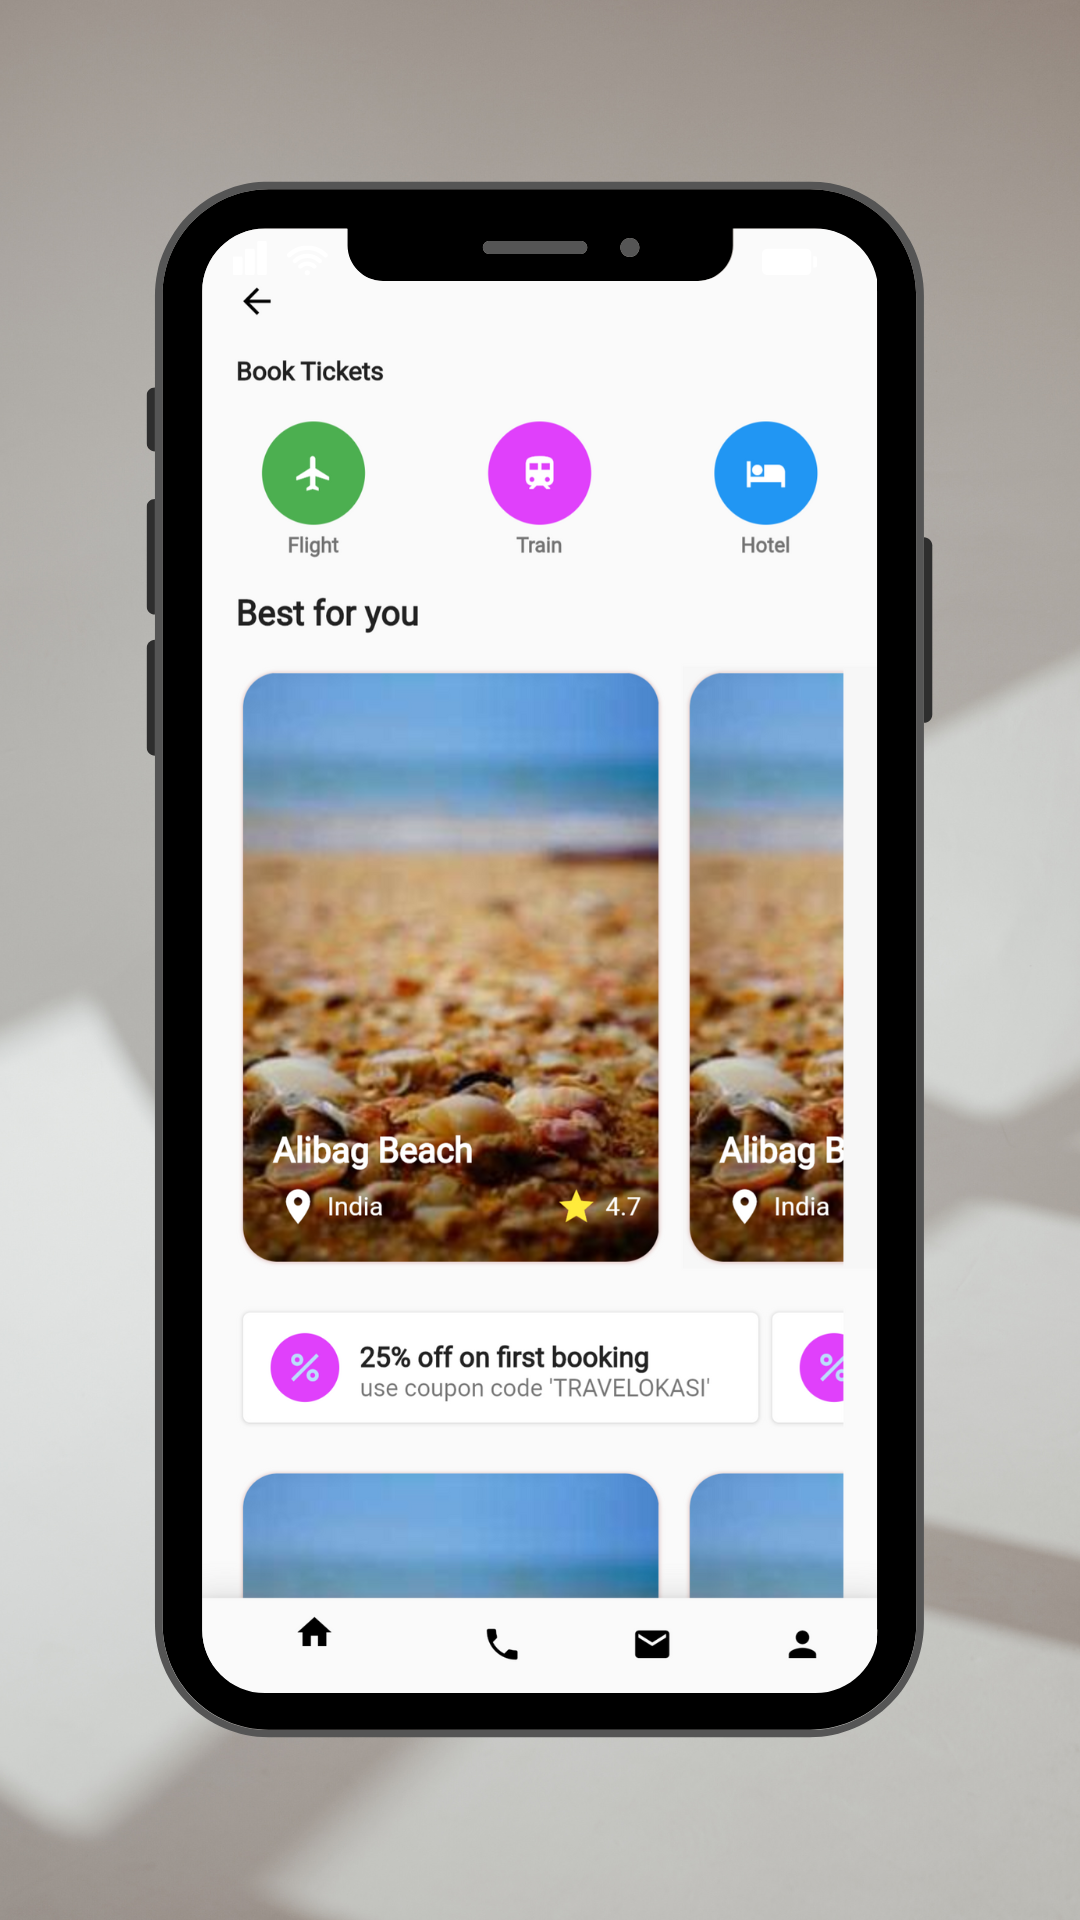 Book Tickets
Flight Train Hotel
Best for you
Alibag Beach Alibag B
India 4.7 India
25% off on first booking
use coupon code 'TRAVELOKASI'